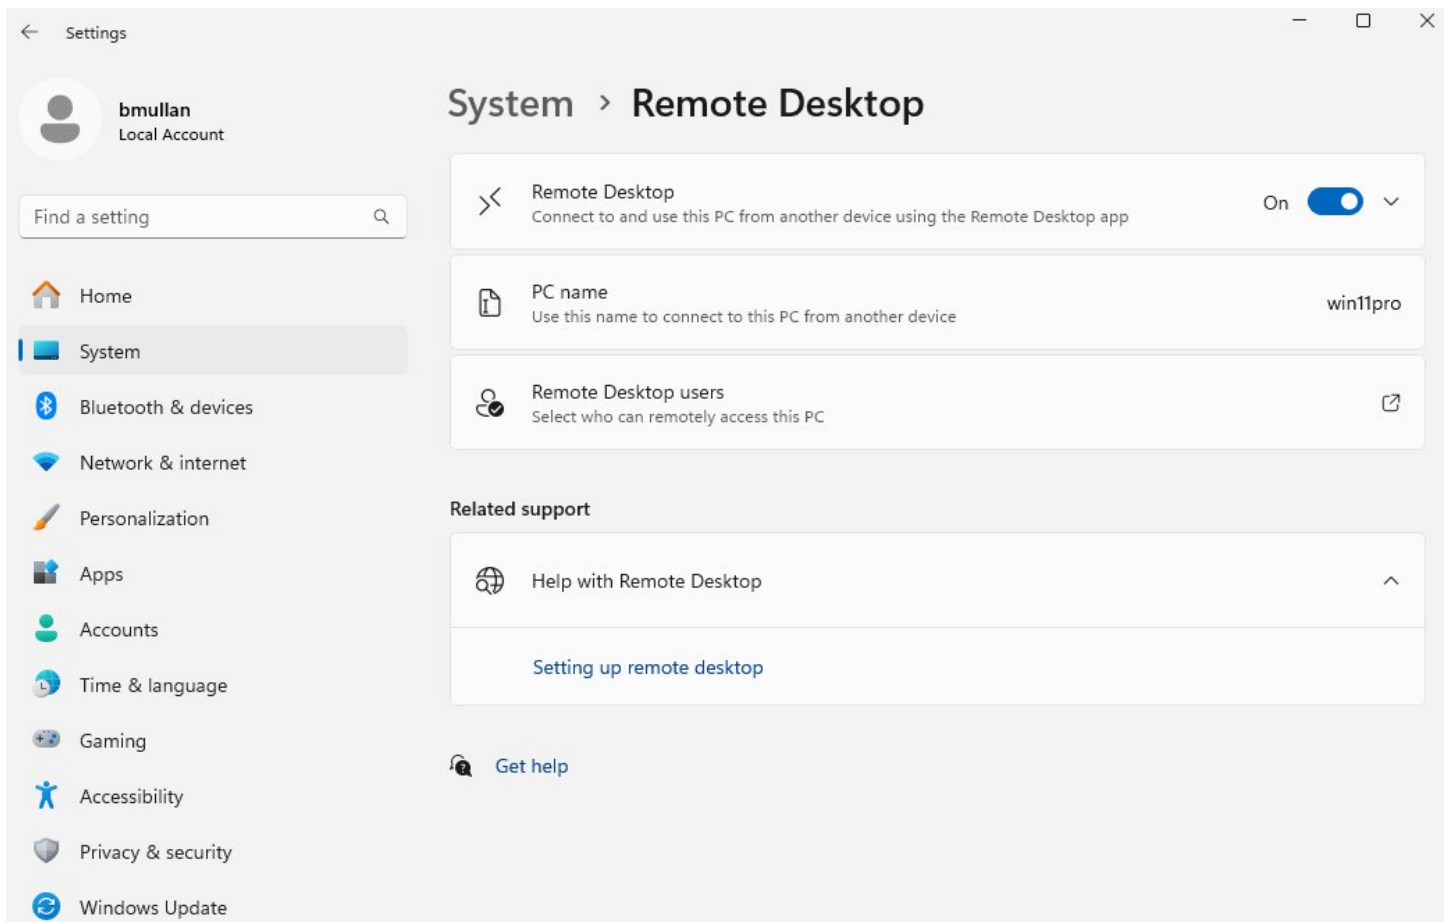 Settings
bmullan
Local Account
Find a setting
Home
System
Bluetooth & devices
Network & internet
Personalization
Apps
Accounts
Time & language
Gaming
Accessibility
Privacy & security
Windows Update
System > Remote Desktop
Remote Desktop
Connect to and use this PC from another device using the Remote Desktop app
On
PC name
Use this name to connect to this PC from another device
win11pro
Remote Desktop users
Select who can remotely access this PC
Related support
Help with Remote Desktop
Setting up remote desktop
Get help